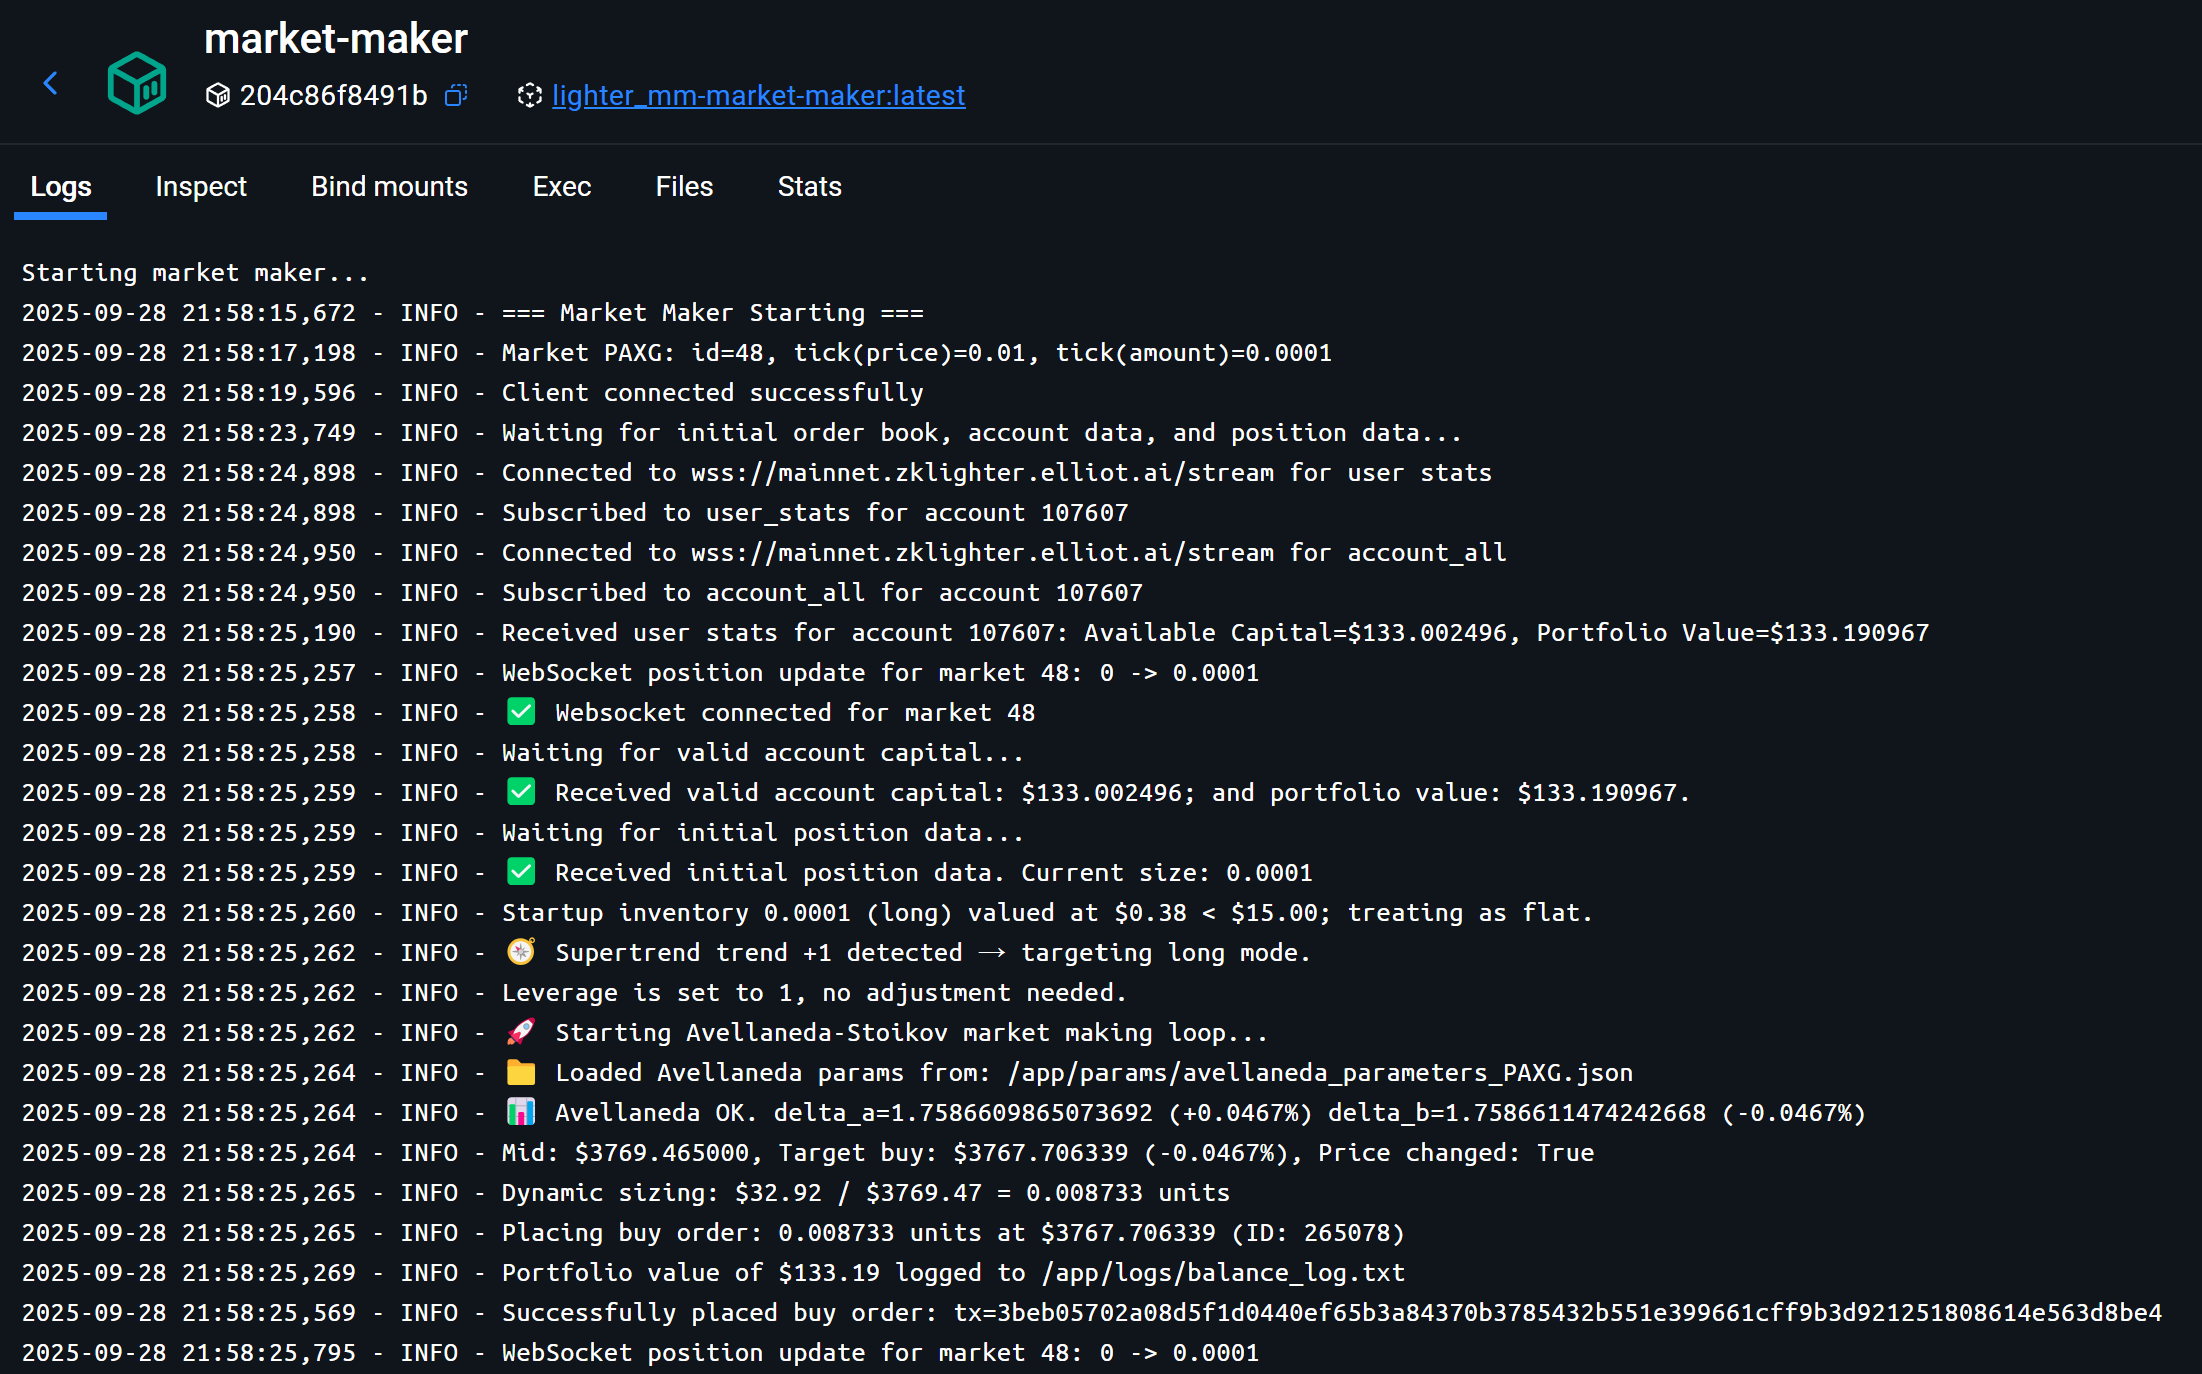 market-maker
204c86f8491b lighter_mm-market-maker:latest
Logs Inspect Bind mounts Exec Files Stats
Starting market maker...
2025-09-28 21:58:15,672 - INFO - === Market Maker Starting ===
2025-09-28 21:58:17,198 - INFO - Market PAXG: id=48, tick(price)=0.01, tick(amount)=0.0001
2025-09-28 21:58:19,596 - INFO - Client connected successfully
2025-09-28 21:58:23,749 - INFO - Waiting for initial order book, account data, and position data...
2025-09-28 21:58:24,898 - INFO - Connected to wss://mainnet.zklighter.elliot.ai/stream for user stats
2025-09-28 21:58:24,898 - INFO - Subscribed to user_stats for account 107607
2025-09-28 21:58:24,950 - INFO - Connected to wss://mainnet.zklighter.elliot.ai/stream for account_all
2025-09-28 21:58:24,950 - INFO - Subscribed to account_all for account 107607
2025-09-28 21:58:25,190 - INFO - Received user stats for account 107607: Available Capital=$133.002496, Portfolio Value=$133.190967
2025-09-28 21:58:25,257 - INFO - WebSocket position update for market 48: 0 -> 0.0001
2025-09-28 21:58:25,258 - INFO - ✅ Websocket connected for market 48
2025-09-28 21:58:25,258 - INFO - Waiting for valid account capital...
2025-09-28 21:58:25,259 - INFO - ✅ Received valid account capital: $133.002496; and portfolio value: $133.190967.
2025-09-28 21:58:25,259 - INFO - Waiting for initial position data...
2025-09-28 21:58:25,259 - INFO - ✅ Received initial position data. Current size: 0.0001
2025-09-28 21:58:25,260 - INFO - Startup inventory 0.0001 (long) valued at $0.38 < $15.00; treating as flat.
2025-09-28 21:58:25,262 - INFO - 🧭 Supertrend trend +1 detected → targeting long mode.
2025-09-28 21:58:25,262 - INFO - Leverage is set to 1, no adjustment needed.
2025-09-28 21:58:25,262 - INFO - 🚀 Starting Avellaneda-Stoikov market making loop...
2025-09-28 21:58:25,264 - INFO - 📁 Loaded Avellaneda params from: /app/params/avellaneda_parameters_PAXG.json
2025-09-28 21:58:25,264 - INFO - 📊 Avellaneda OK. delta_a=1.7586609865073692 (+0.0467%) delta_b=1.7586611474242668 (-0.0467%)
2025-09-28 21:58:25,264 - INFO - Mid: $3769.465000, Target buy: $3767.706339 (-0.0467%), Price changed: True
2025-09-28 21:58:25,265 - INFO - Dynamic sizing: $32.92 / $3769.47 = 0.008733 units
2025-09-28 21:58:25,265 - INFO - Placing buy order: 0.008733 units at $3767.706339 (ID: 265078)
2025-09-28 21:58:25,269 - INFO - Portfolio value of $133.19 logged to /app/logs/balance_log.txt
2025-09-28 21:58:25,569 - INFO - Successfully placed buy order: tx=3beb05702a08d5f1d0440ef65b3a84370b3785432b551e399661cff9b3d921251808614e563d8be4
2025-09-28 21:58:25,795 - INFO - WebSocket position update for market 48: 0 -> 0.0001